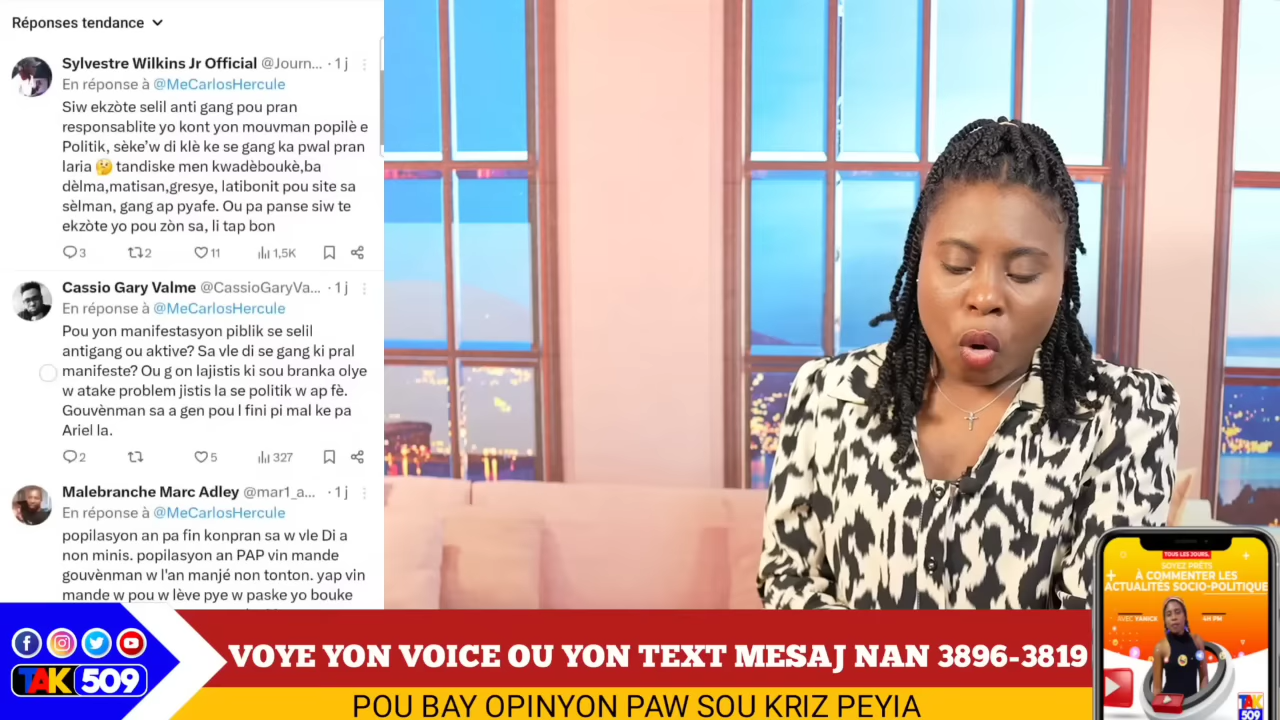 Réponses tendance
Sylvestre Wilkins Jr Official @Journ... · 1 j
En réponse à @MeCarlosHercule
Siw ekzòte selil anti gang pou pran
responsablite yo kont yon mouvman popilè e
Politik, sèke'w di klè ke se gang ka pwal pran
laria 🤔 tandiske men kwadèboukè,ba
dèlma,matisan,gresye, latibonit pou site sa
sèlman, gang ap pyafe. Ou pa panse siw te
ekzòte yo pou zòn sa, li tap bon
3 2 11 1,5K
Cassio Gary Valme @CassioGaryVa... · 1 j
En réponse à @MeCarlosHercule
Pou yon manifestasyon piblik se selil
antigang ou aktive? Sa vle di se gang ki pral
manifeste? Ou g on lajistis ki sou branka olye
w atake problem jistis la se politik w ap fè.
Gouvènman sa a gen pou l fini pi mal ke pa
Ariel la.
2 5 327
Malebranche Marc Adley @mar1_a... · 1 j
En réponse à @MeCarlosHercule
popilasyon an pa fin konpran sa w vle Di a
non minis. popilasyon an PAP vin mande
gouvènman w l'an manjé non tonton. yap vin
mande w pou w lève pye w paske yo bouke
TAK 509
VOYE YON VOICE OU YON TEXT MESAJ NAN 3896-3819
POU BAY OPINYON PAW SOU KRIZ PEYIA
TOUS LES JOURS,
SOYEZ PRÊTS
À COMMENTER LES
ACTUALITÉS SOCIO-POLITIQUE
AVEC YANICK
4H PM
TAK
509